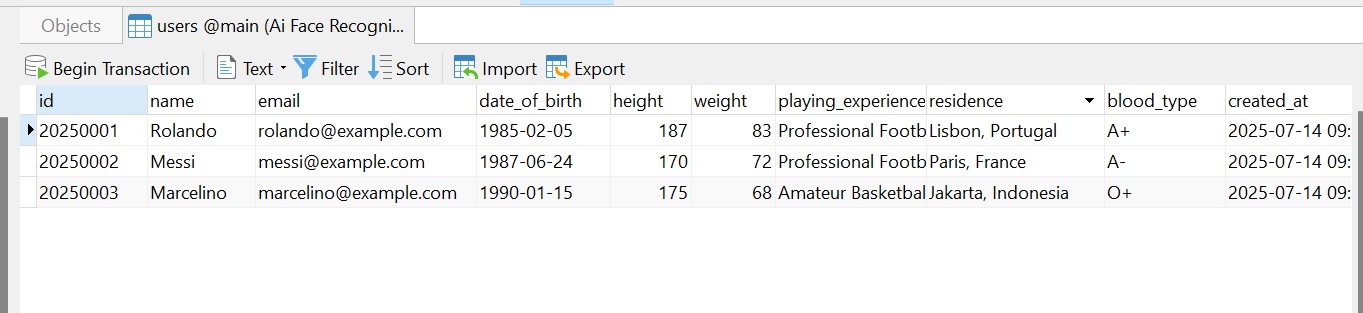 Objects users @main (Ai Face Recogni...
Begin Transaction Text Filter Sort Import Export
id name email date_of_birth height weight playing_experience residence blood_type created_at
20250001 Rolando rolando@example.com 1985-02-05 187 83 Professional Footb Lisbon, Portugal A+ 2025-07-14 09:
20250002 Messi messi@example.com 1987-06-24 170 72 Professional Footb Paris, France A- 2025-07-14 09:
20250003 Marcelino marcelino@example.com 1990-01-15 175 68 Amateur Basketbal Jakarta, Indonesia O+ 2025-07-14 09: